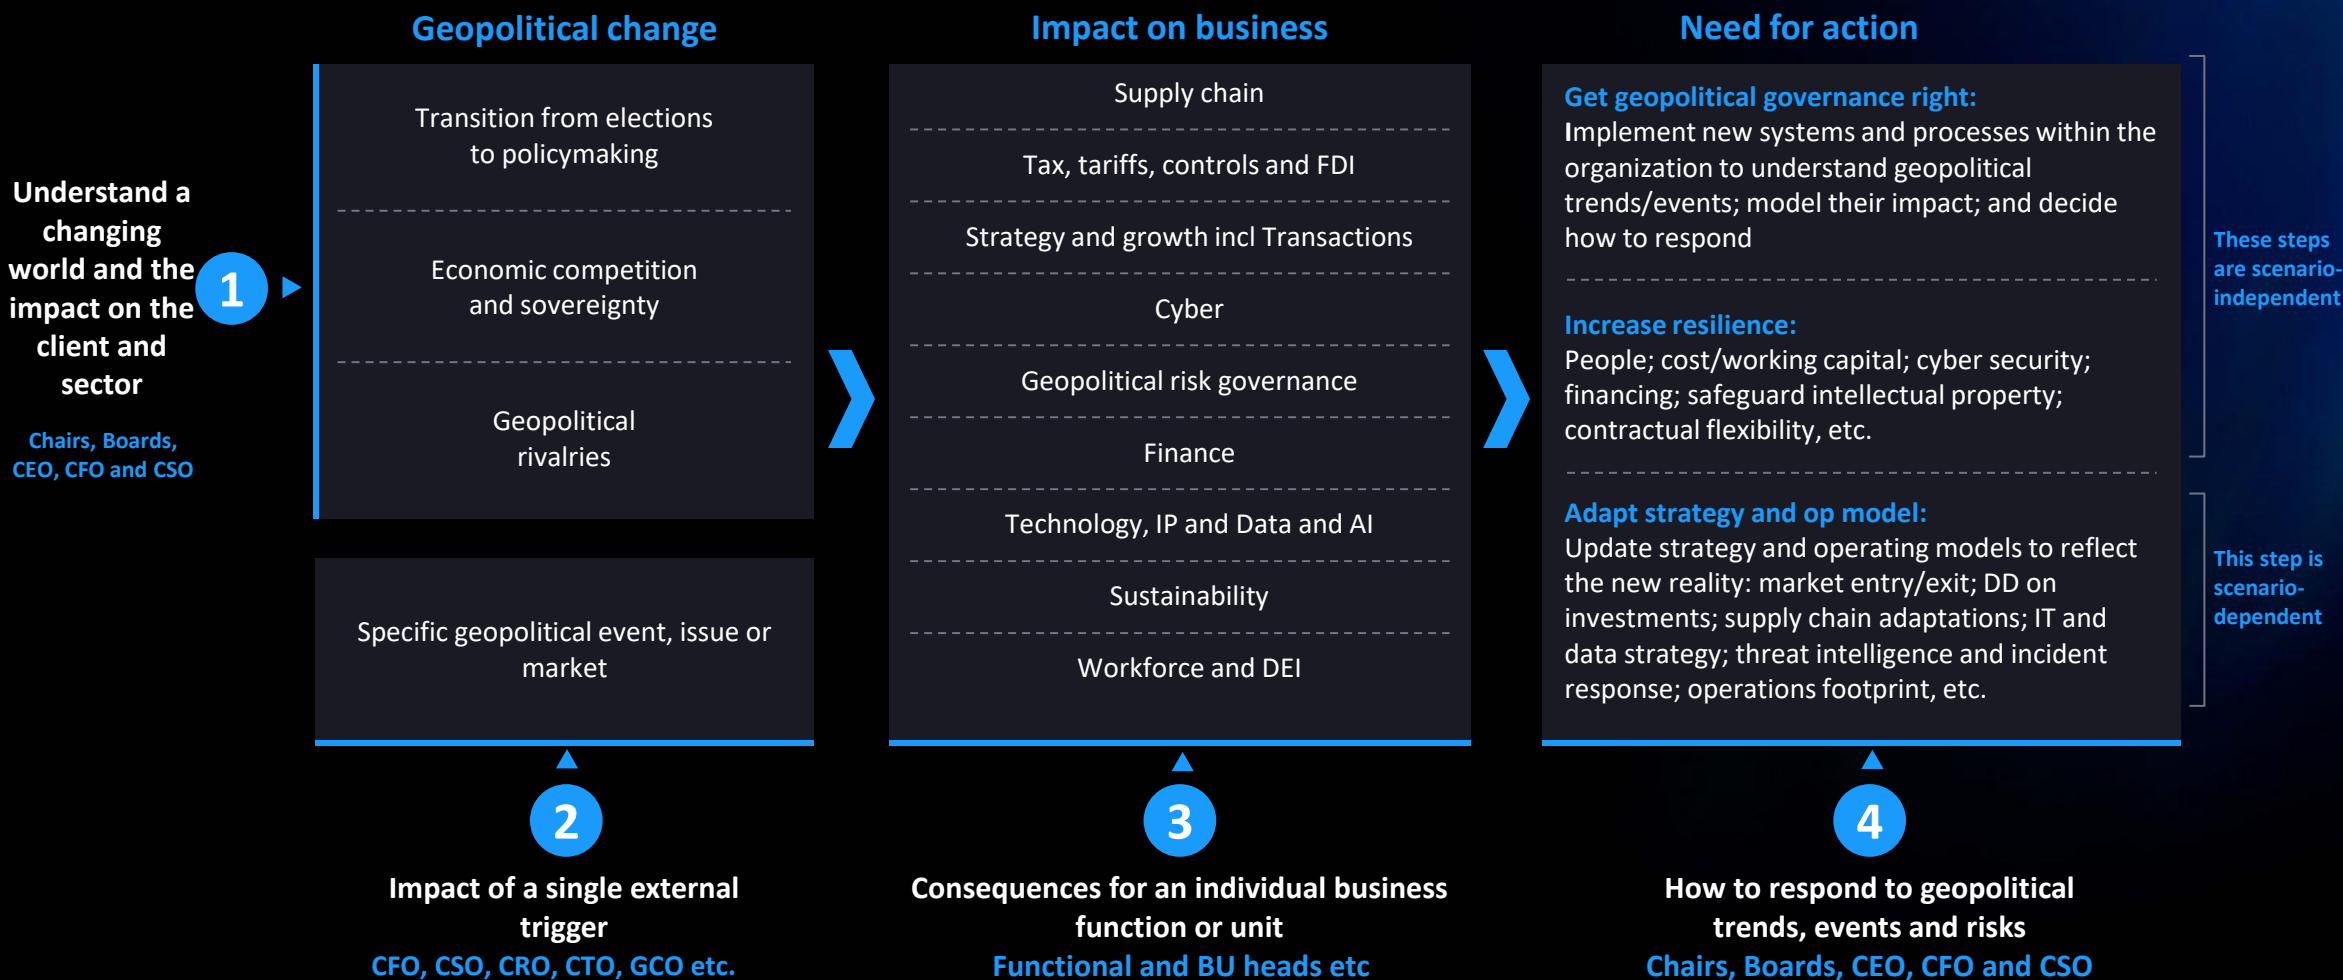 Geopolitical change
Impact on business
Need for action
Understand a
changing
world and the
impact on the
client and
sector
Chairs, Boards,
CEO, CFO and CSO
1
Transition from elections
to policymaking
Economic competition
and sovereignty
Geopolitical
rivalries
Specific geopolitical event, issue or
market
Supply chain
Tax, tariffs, controls and FDI
Strategy and growth incl Transactions
Cyber
Geopolitical risk governance
Finance
Technology, IP and Data and AI
Sustainability
Workforce and DEI
Get geopolitical governance right:
Implement new systems and processes within the
organization to understand geopolitical
trends/events; model their impact; and decide
how to respond
Increase resilience:
People; cost/working capital; cyber security;
financing; safeguard intellectual property;
contractual flexibility, etc.
Adapt strategy and op model:
Update strategy and operating models to reflect
the new reality: market entry/exit; DD on
investments; supply chain adaptations; IT and
data strategy; threat intelligence and incident
response; operations footprint, etc.
These steps
are scenario-
independent
This step is
scenario-
dependent
2
Impact of a single external
trigger
CFO, CSO, CRO, CTO, GCO etc.
3
Consequences for an individual business
function or unit
Functional and BU heads etc
4
How to respond to geopolitical
trends, events and risks
Chairs, Boards, CEO, CFO and CSO